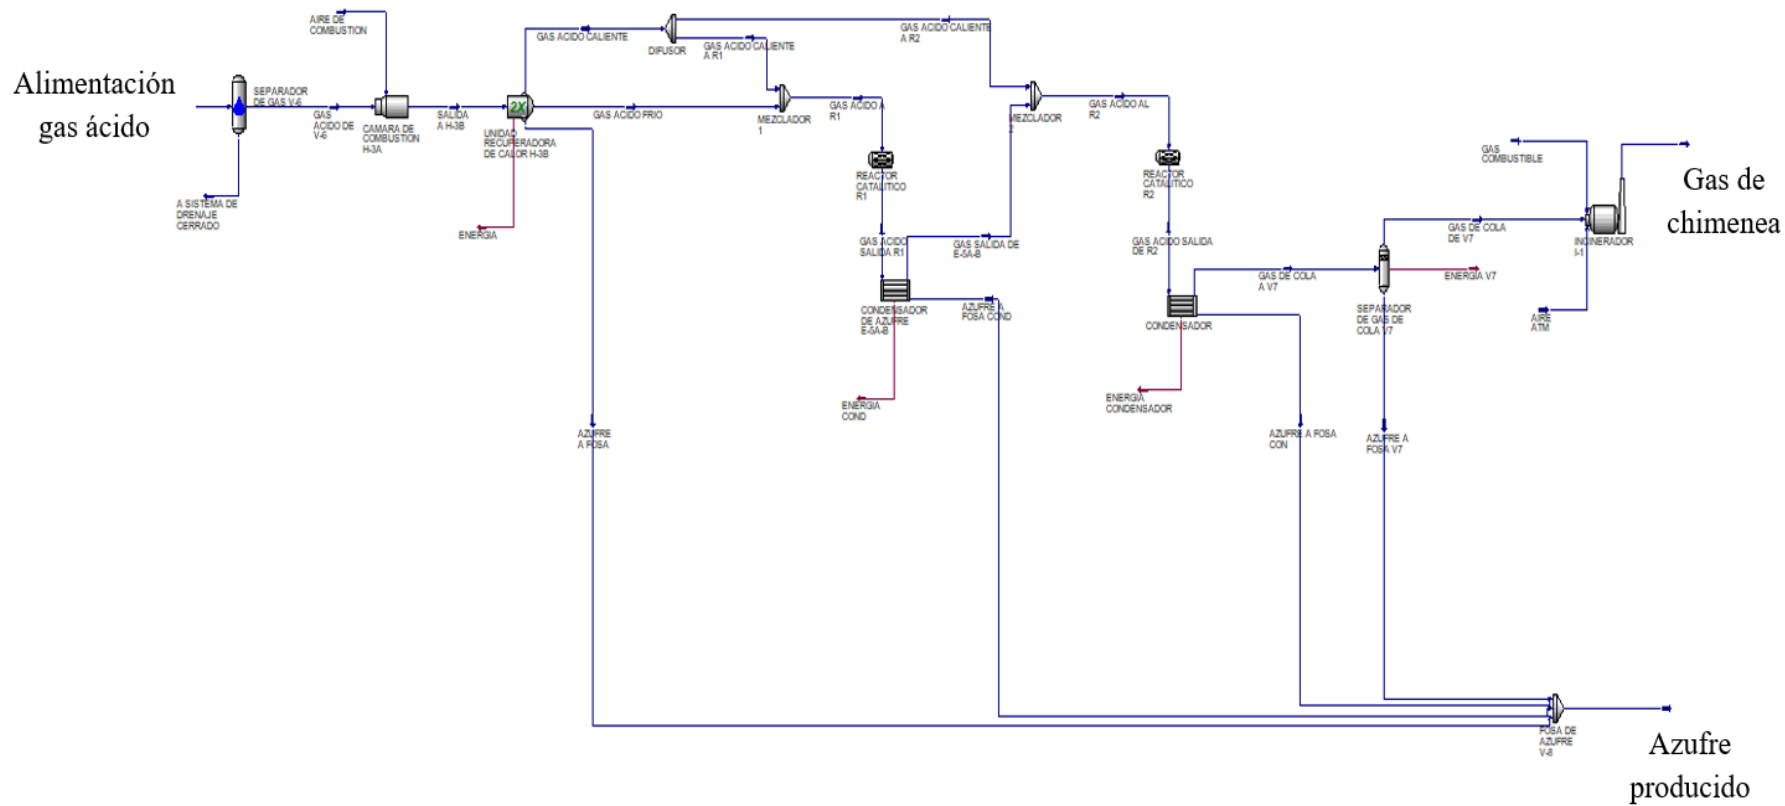 Alimentación
gas ácido
AIRE DE
COMBUSTION
SEPARADOR
DE GAS V-6
GAS
ACIDO DE
V-6
CAMARA DE
COMBUSTION
H-3A
SALIDA
A H-3B
2X
UNIDAD
RECUPERADORA
DE CALOR H-3B
A SISTEMA DE
DRENAJE
CERRADO
ENERGIA
GAS ACIDO CALIENTE
DIFUSOR
GAS ACIDO CALIENTE
A R1
GAS ACIDO CALIENTE
A R2
GAS ACIDO FRIO
MEZCLADOR
1
GAS ACIDO A
R1
REACTOR
CATALITICO
R1
GAS ACIDO
SALIDA R1
GAS SALIDA DE
E-5A-B
CONDENSADOR
DE AZUFRE
E-5A-B
AZUFRE A
FOSA COND
ENERGIA
COND
AZUFRE
A FOSA
MEZCLADOR
2
GAS ACIDO AL
R2
REACTOR
CATALITICO
R2
GAS ACIDO SALIDA
DE R2
CONDENSADOR
ENERGIA
CONDENSADOR
GAS DE COLA
A V7
AZUFRE A FOSA
CON
SEPARADOR
DE GAS DE
COLA V7
ENERGIA V7
AZUFRE A
FOSA V7
GAS DE COLA
DE V7
GAS
COMBUSTIBLE
INCINERADOR
I-1
AIRE
ATM
Gas de
chimenea
FOSA DE
AZUFRE
V-8
Azufre
producido